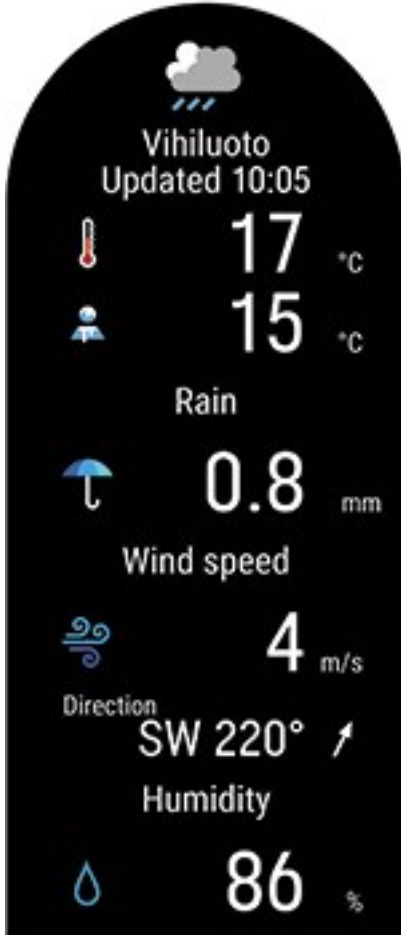 Vihiluoto
Updated 10:05
17 °C
15 °C
Rain
0.8 mm
Wind speed
4 m/s
Direction
SW 220°
Humidity
86 %